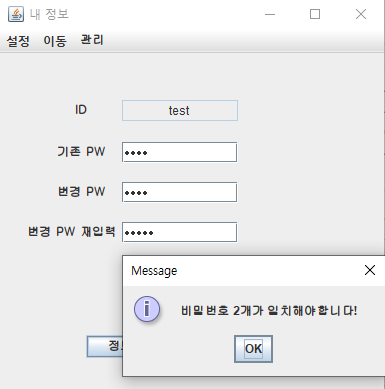 내 정보
설정 이동 관리
ID test
기존 PW ••••
변경 PW ••••
변경 PW 재입력 •••••
Message
비밀번호 2개가 일치해야합니다!
OK